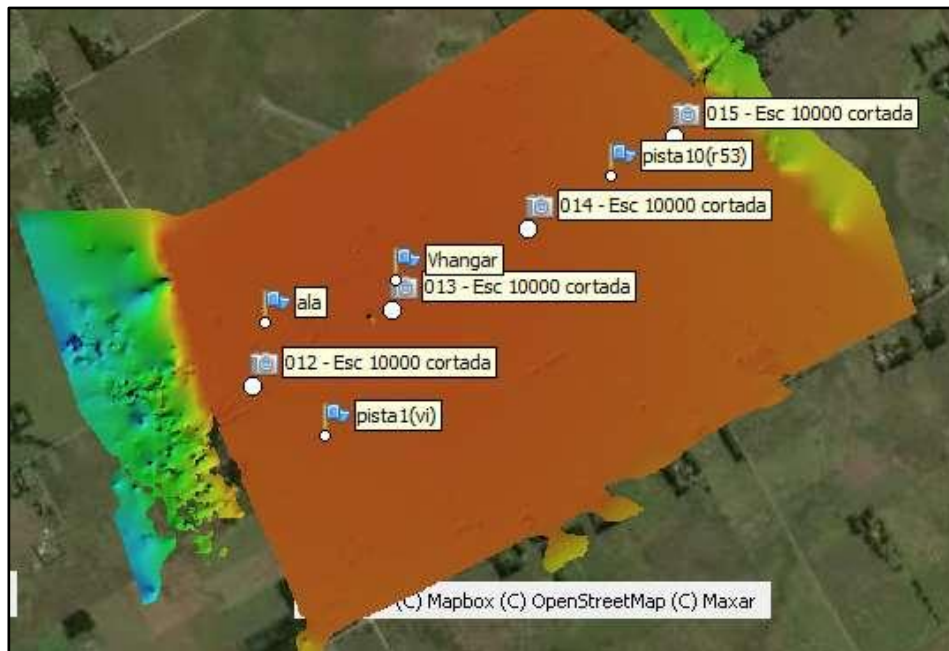 015 - Esc 10000 cortada
pista10(r53)
014 - Esc 10000 cortada
Vhangar
013 - Esc 10000 cortada
ala
012 - Esc 10000 cortada
pista1(vi)
(C) Mapbox (C) OpenStreetMap (C) Maxar